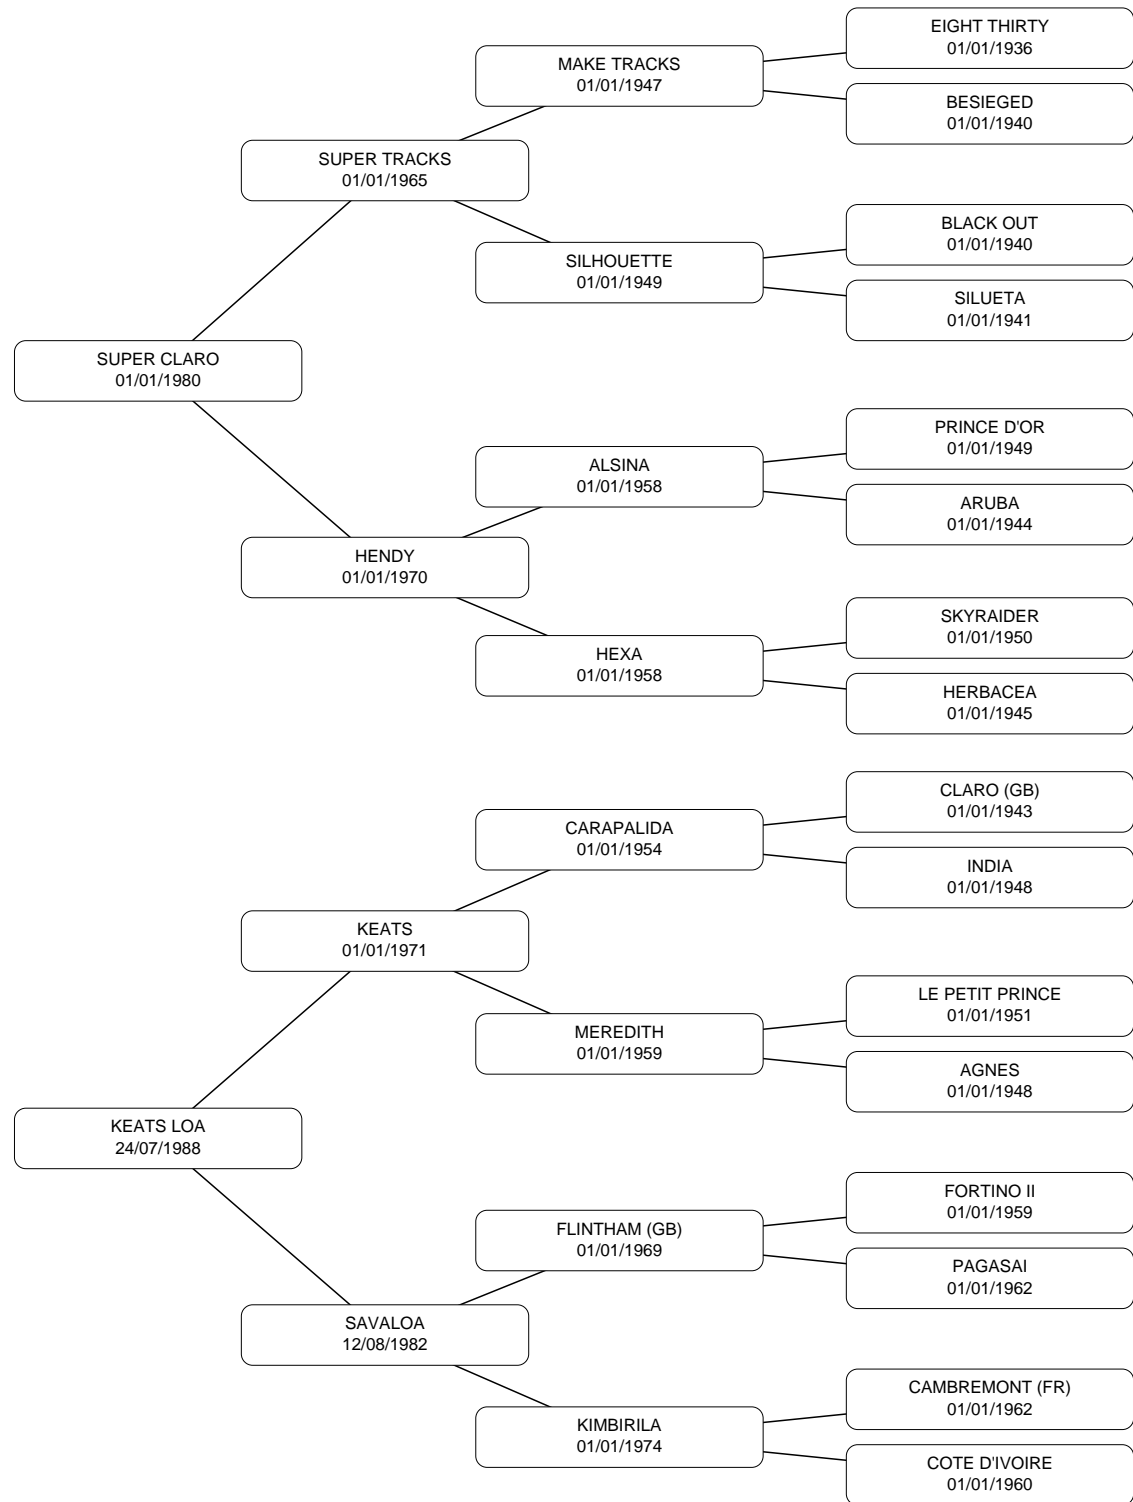 EIGHT THIRTY
01/01/1936
MAKE TRACKS
01/01/1947
BESIEGED
01/01/1940
SUPER TRACKS
01/01/1965
BLACK OUT
01/01/1940
SILHOUETTE
01/01/1949
SILUETA
01/01/1941
SUPER CLARO
01/01/1980
PRINCE D'OR
01/01/1949
ALSINA
01/01/1958
ARUBA
01/01/1944
HENDY
01/01/1970
SKYRAIDER
01/01/1950
HEXA
01/01/1958
HERBACEA
01/01/1945
CLARO (GB)
01/01/1943
CARAPALIDA
01/01/1954
INDIA
01/01/1948
KEATS
01/01/1971
LE PETIT PRINCE
01/01/1951
MEREDITH
01/01/1959
AGNES
01/01/1948
KEATS LOA
24/07/1988
FORTINO II
01/01/1959
FLINTHAM (GB)
01/01/1969
PAGASAI
01/01/1962
SAVALOA
12/08/1982
CAMBREMONT (FR)
01/01/1962
KIMBIRILA
01/01/1974
COTE D'IVOIRE
01/01/1960